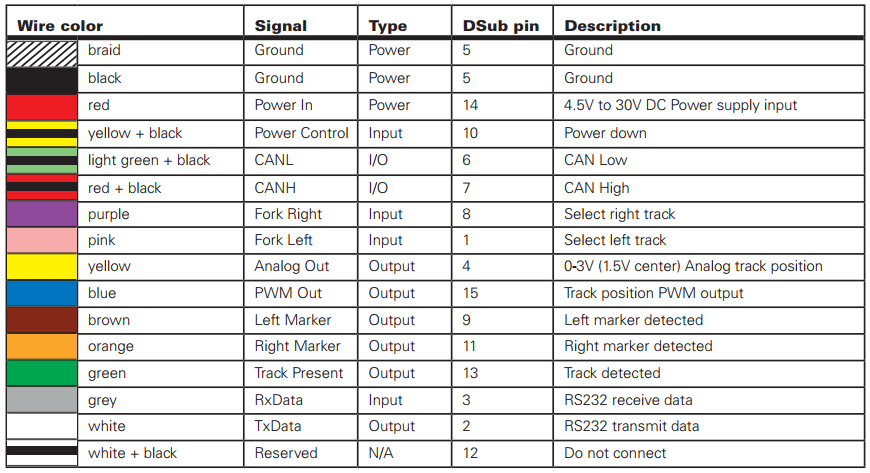 Wire color Signal Type DSub pin Description
braid Ground Power 5 Ground
black Ground Power 5 Ground
red Power In Power 14 4.5V to 30V DC Power supply input
yellow + black Power Control Input 10 Power down
light green + black CANL I/O 6 CAN Low
red + black CANH I/O 7 CAN High
purple Fork Right Input 8 Select right track
pink Fork Left Input 1 Select left track
yellow Analog Out Output 4 0-3V (1.5V center) Analog track position
blue PWM Out Output 15 Track position PWM output
brown Left Marker Output 9 Left marker detected
orange Right Marker Output 11 Right marker detected
green Track Present Output 13 Track detected
grey RxData Input 3 RS232 receive data
white TxData Output 2 RS232 transmit data
white + black Reserved N/A 12 Do not connect